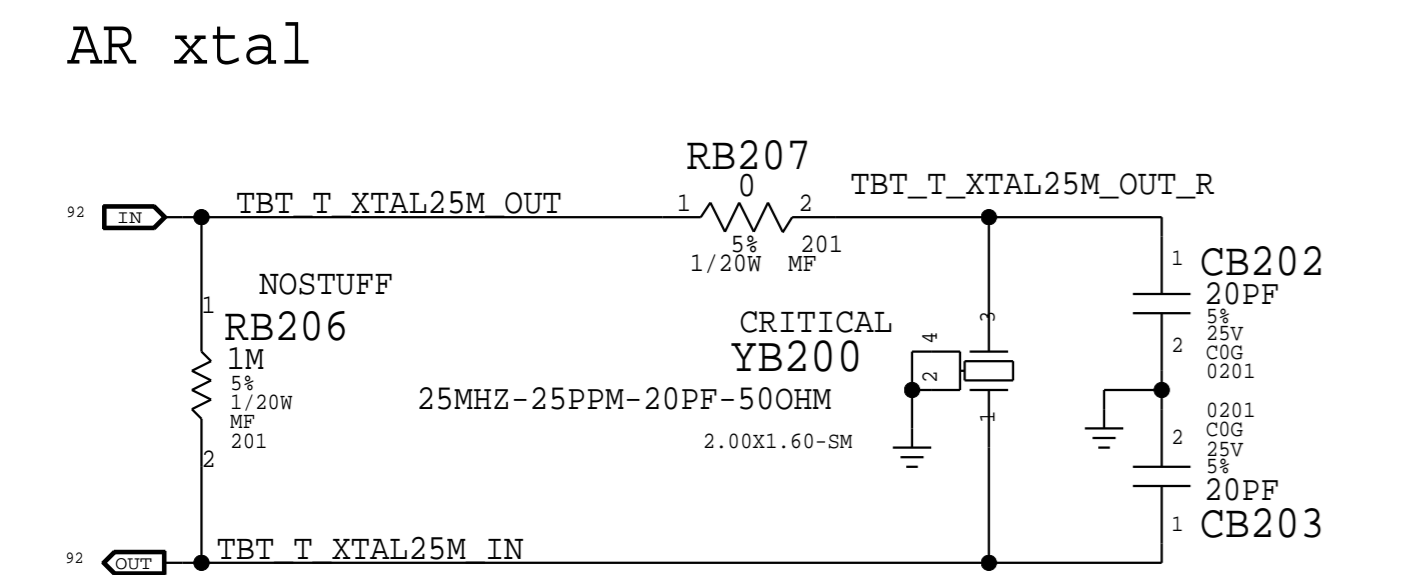 AR xtal
RB207
0
TBT_T_XTAL25M_OUT_R
92 IN TBT_T_XTAL25M_OUT
1 2
5% 201
1/20W MF
1 CB202
20PF
5%
25V
C0G
0201
2
NOSTUFF
1
RB206
1M
5%
1/20W
MF
201
2
CRITICAL
YB200
25MHZ-25PPM-20PF-50OHM
2.00X1.60-SM
4
2
3
1
0201
C0G
25V
5%
20PF
2
1 CB203
92 OUT TBT_T_XTAL25M_IN